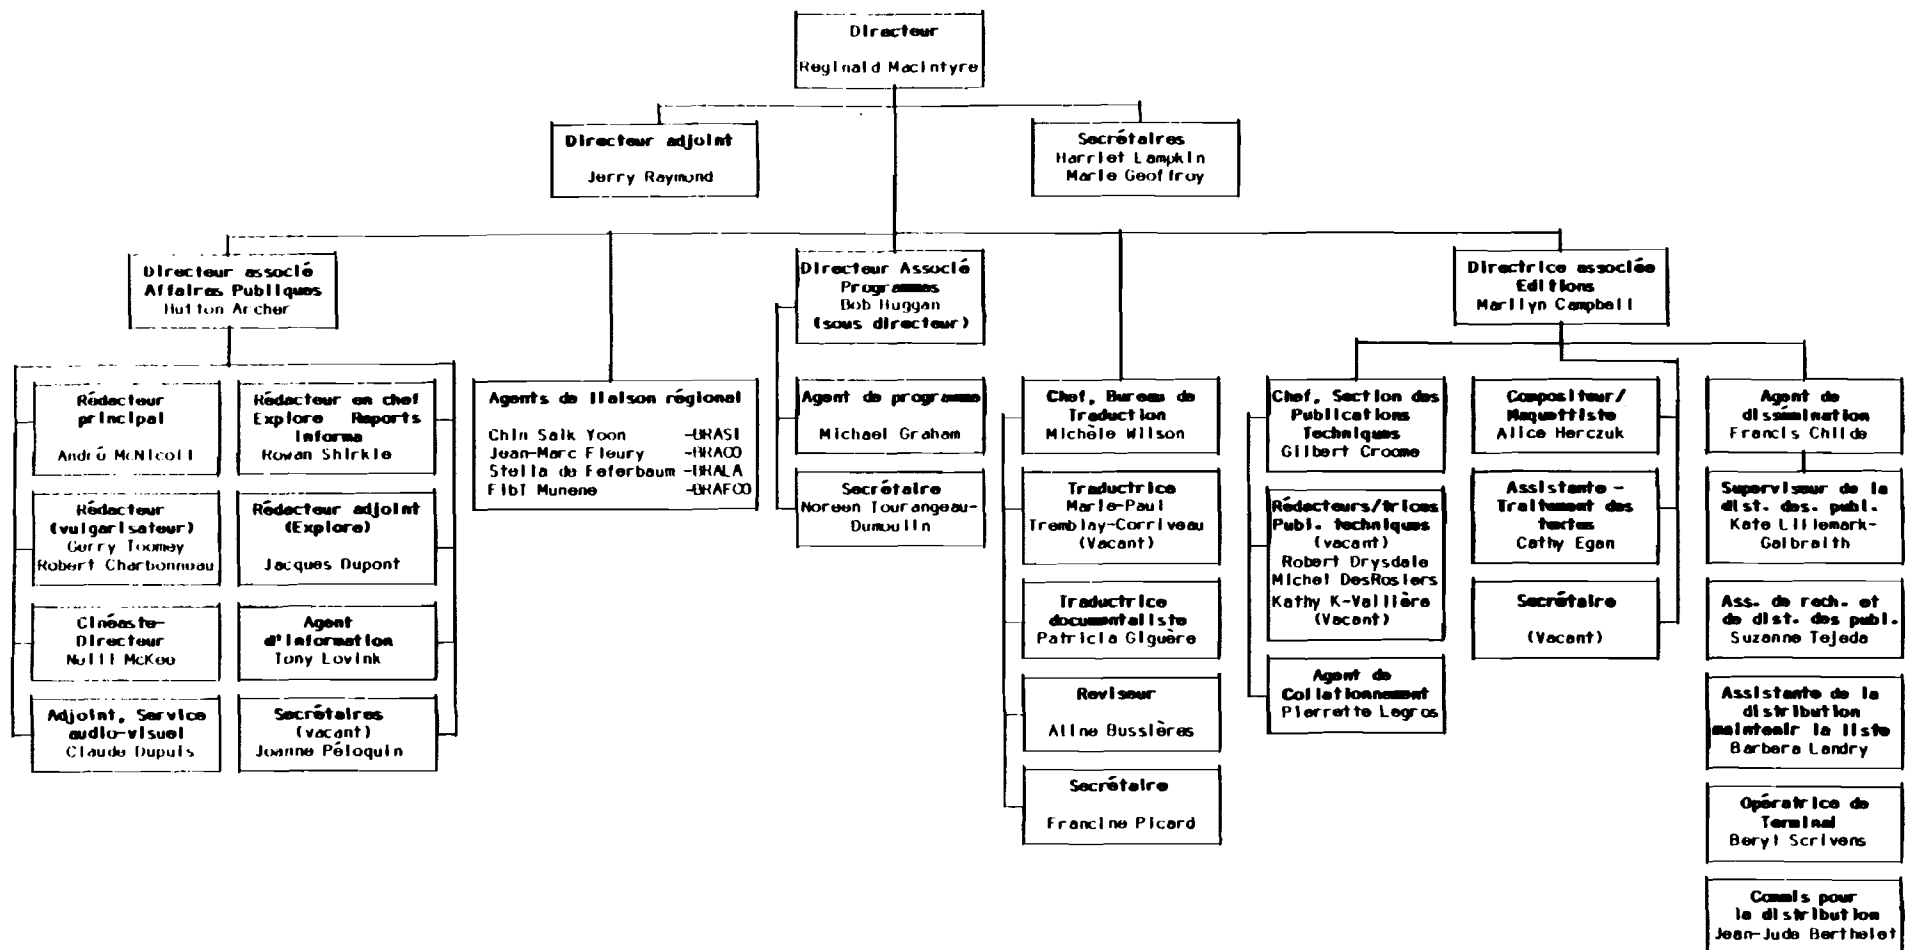 Directeur
Reginald MacIntyre
Directeur adjoint
Jerry Raymond
Secrétaires
Harriet Lampkin
Marie Geoffroy
Directeur associé
Affaires Publiques
Hutton Archer
Directeur Associé
Programmes
Bob Huggan
(sous directeur)
Directrice associée
Editions
Marilyn Campbell
Rédacteur
principal
André McNicoll
Rédacteur en chef
Explore Reports
Informa
Rowan Shirkie
Rédacteur
(vulgarisateur)
Gerry Toomey
Robert Charbonneau
Rédacteur adjoint
(Explore)
Jacques Dupont
Cinéaste-
Directeur
Neill McKee
Agent
d'information
Tony Lovink
Adjoint, Service
audio-visuel
Claude Dupuis
Secrétaires
(vacant)
Joanne Péloquin
Agents de liaison régional
Chin Saik Yoon -BRASI
Jean-Marc Fleury -BRACO
Stella de Feferbaum -BRALA
Fibi Munene -BRAFCO
Agent de programme
Michael Graham
Secrétaire
Noreen Tourangeau-
Dumoulin
Chef, Bureau de
Traduction
Michèle Wilson
Traductrice
Marie-Paul
Tremblay-Corriveau
(Vacant)
Traductrice
documentaliste
Patricia Giguère
Reviseur
Aline Bussières
Secrétaire
Francine Picard
Chef, Section des
Publications
Techniques
Gilbert Croome
Rédacteurs/trices
Publ. techniques
(vacant)
Robert Drysdale
Michel DesRosiers
Kathy K-Vallière
(Vacant)
Agent de
Collationnement
Pierrette Legros
Compositeur/
Maquettiste
Alice Herczuk
Assistante -
Traitement des
textes
Cathy Egan
Secrétaire
(Vacant)
Agent de
dissémination
Francis Childe
Superviseur de la
dist. des. publ.
Kate Lillemark-
Galbraith
Ass. de rech. et
de dist. des publ.
Suzanne Tejeda
Assistante de la
distribution
maintenir la liste
Barbara Landry
Opératrice de
Terminal
Beryl Scrivens
Commis pour
la distribution
Jean-Jude Berthelet